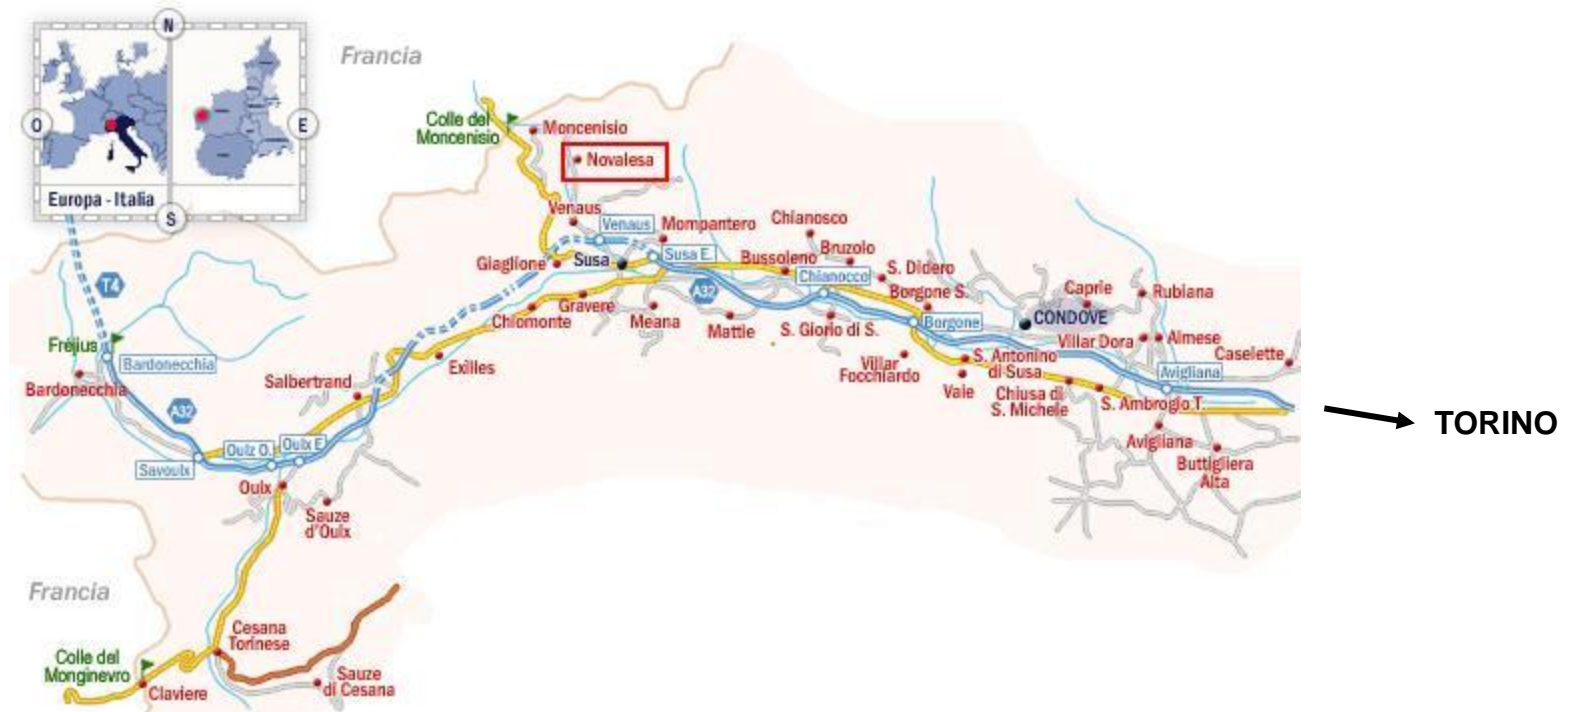 N
O
E
S
Europa - Italia
Francia
Colle del
Moncenisio
Moncenisio
Novalesa
Venaus
Venaus
Mompantero
Chianosco
Bruzolo
Giaglione
Susa
Susa E.
Bussoleno
Chianocco
S. Didero
Borgone S.
Caprie
Rubiana
T4
A32
Gravere
Chiomonte
Meana
Mattie
S. Giorio di S.
Borgone
CONDOVE
Villar Dora
Almese
Caselette
Fréjus
Bardonecchia
Bardonecchia
Exilles
Villar
Focchiardo
S. Antonino
di Susa
Vaie
Avigliana
Salbertrand
Chiusa di
S. Michele
S. Ambrogio T.
TORINO
A32
Oulz O.
Oulx E
Savoulx
Avigliana
Buttigliera
Alta
Oulx
Sauze
d'Oulx
Francia
Cesana
Torinese
Colle del
Monginevro
Claviere
Sauze
di Cesana